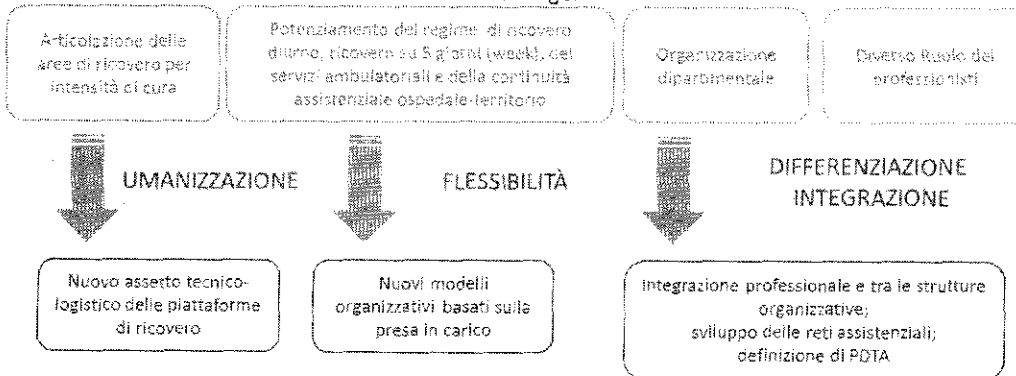 Articolazione delle
aree di ricovero per
intensità di cura
Potenziamento del regime di ricovero
diurno, ricovero su 5 giorni (week), dei
servizi ambulatoriali e della continuità
assistenziale ospedale-territorio
Organizzazione
dipartimentale
Diverso Ruolo dei
professionisti
UMANIZZAZIONE
FLESSIBILITÀ
DIFFERENZIAZIONE
INTEGRAZIONE
Nuovo assetto tecnico-
logistico delle piattaforme
di ricovero
Nuovi modelli
organizzativi basati sulla
presa in carico
Integrazione professionale e tra le strutture
organizzative;
sviluppo delle reti assistenziali;
definizione di PDTA